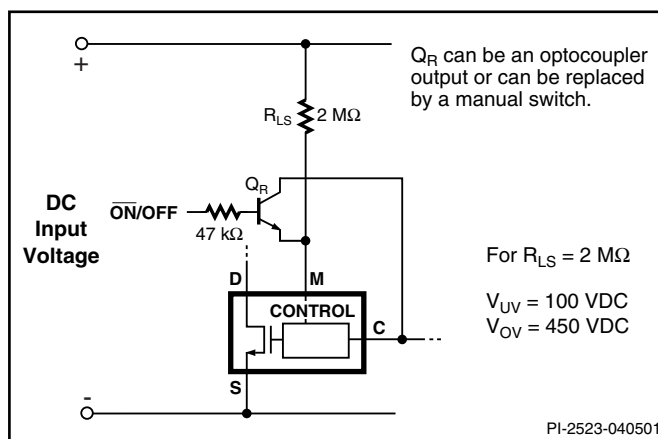 +
Q_R can be an optocoupler
output or can be replaced
by a manual switch.
R_LS 2 MΩ
Q_R
DC
Input
Voltage
O̅N̅/OFF
47 kΩ
For R_LS = 2 MΩ
D M
V_UV = 100 VDC
CONTROL
C
V_OV = 450 VDC
S
-
PI-2523-040501